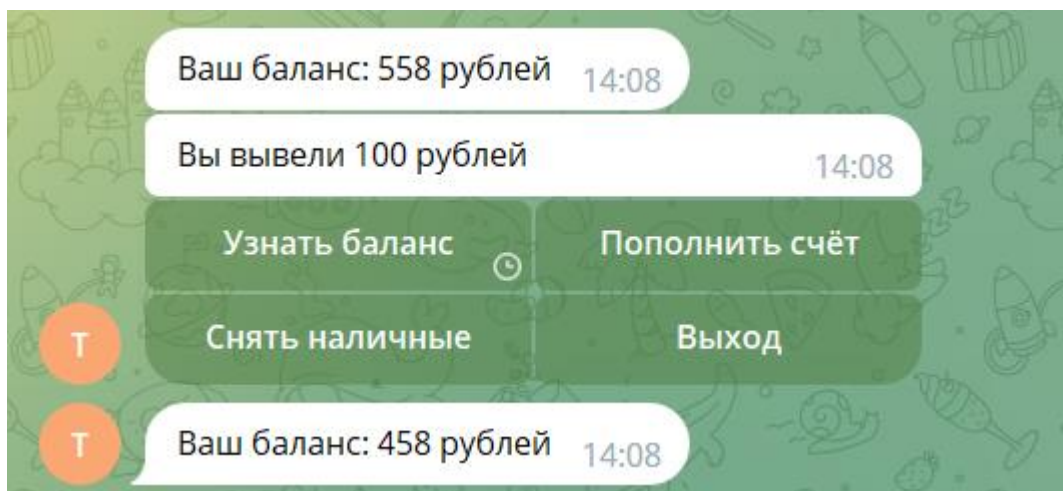 Ваш баланс: 558 рублей 14:08
Вы вывели 100 рублей 14:08
Узнать баланс Пополнить счёт
Снять наличные Выход
Т
Ваш баланс: 458 рублей 14:08
Т